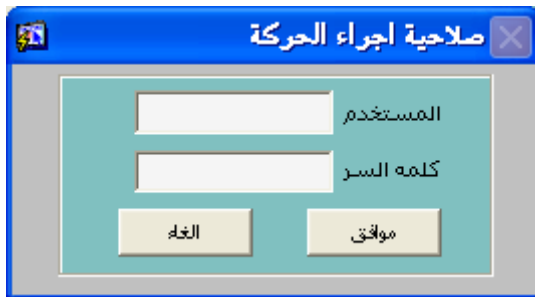 صلاحية اجراء الحركة
المستخدم
كلمه السر
موافق الغاء